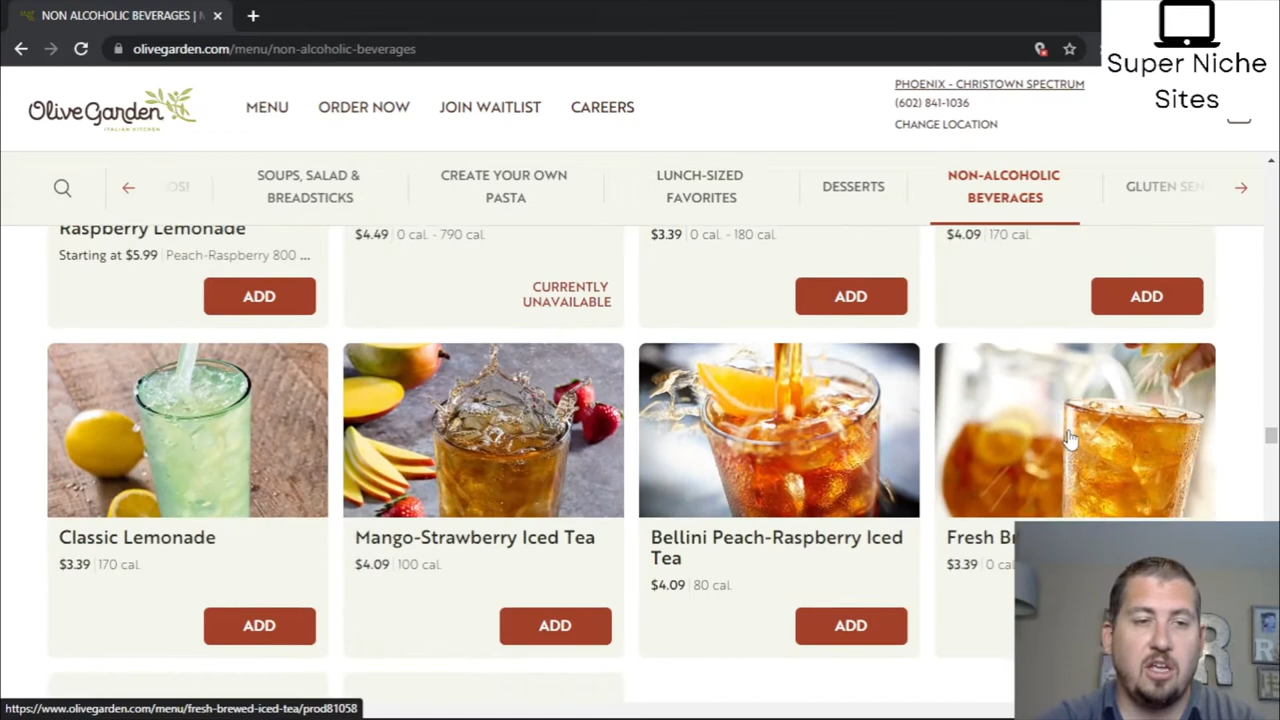 NON ALCOHOLIC BEVERAGES |
olivegarden.com/menu/non-alcoholic-beverages
Super Niche
Sites
Olive Garden
ITALIAN KITCHEN
MENU
ORDER NOW
JOIN WAITLIST
CAREERS
PHOENIX - CHRISTOWN SPECTRUM
(602) 841-1036
CHANGE LOCATION
SOUPS, SALAD &
BREADSTICKS
CREATE YOUR OWN
PASTA
LUNCH-SIZED
FAVORITES
DESSERTS
NON-ALCOHOLIC
BEVERAGES
GLUTEN SEN
Raspberry Lemonade
Starting at $5.99 | Peach-Raspberry 800 ...
ADD
$4.49 | 0 cal. - 790 cal.
CURRENTLY
UNAVAILABLE
$3.39 | 0 cal. - 180 cal.
ADD
$4.09 | 170 cal.
ADD
Classic Lemonade
$3.39 | 170 cal.
ADD
Mango-Strawberry Iced Tea
$4.09 | 100 cal.
ADD
Bellini Peach-Raspberry Iced
Tea
$4.09 | 80 cal.
ADD
Fresh Br
$3.39 | 0 ca
https://www.olivegarden.com/menu/fresh-brewed-iced-tea/prod81058